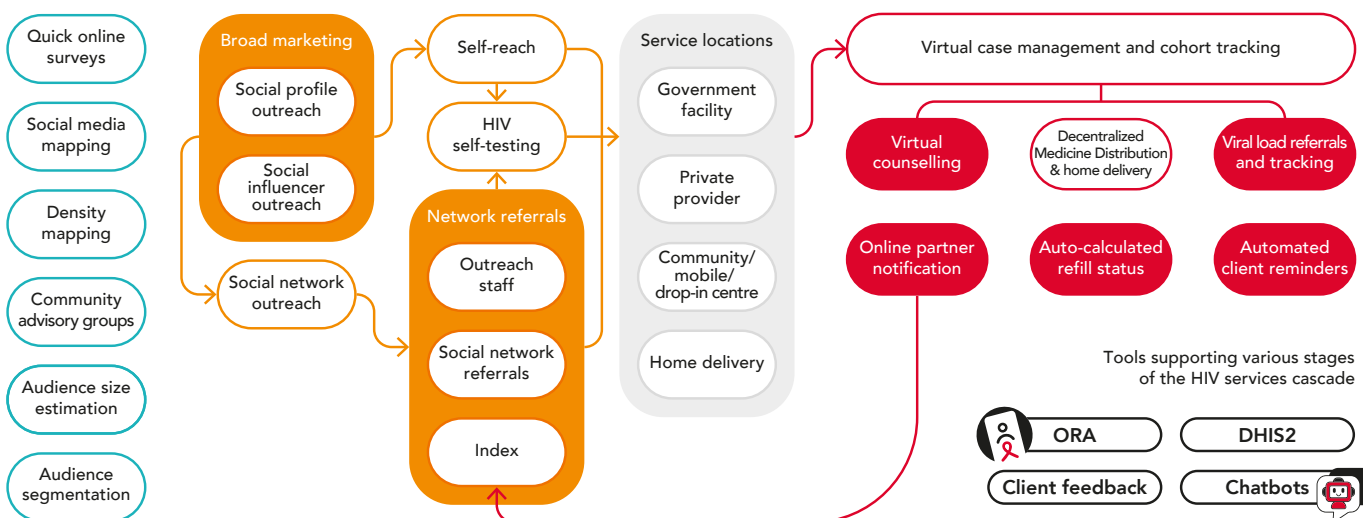 Quick online
surveys
Social media
mapping
Density
mapping
Community
advisory groups
Audience size
estimation
Audience
segmentation
Broad marketing
Social profile
outreach
Social
influencer
outreach
Social network
outreach
Self-reach
HIV
self-testing
Network referrals
Outreach
staff
Social network
referrals
Index
Service locations
Government
facility
Private
provider
Community/
mobile/
drop-in centre
Home delivery
Virtual case management and cohort tracking
Virtual
counselling
Decentralized
Medicine Distribution
& home delivery
Viral load referrals
and tracking
Online partner
notification
Auto-calculated
refill status
Automated
client reminders
Tools supporting various stages
of the HIV services cascade
ORA
DHIS2
Client feedback
Chatbots